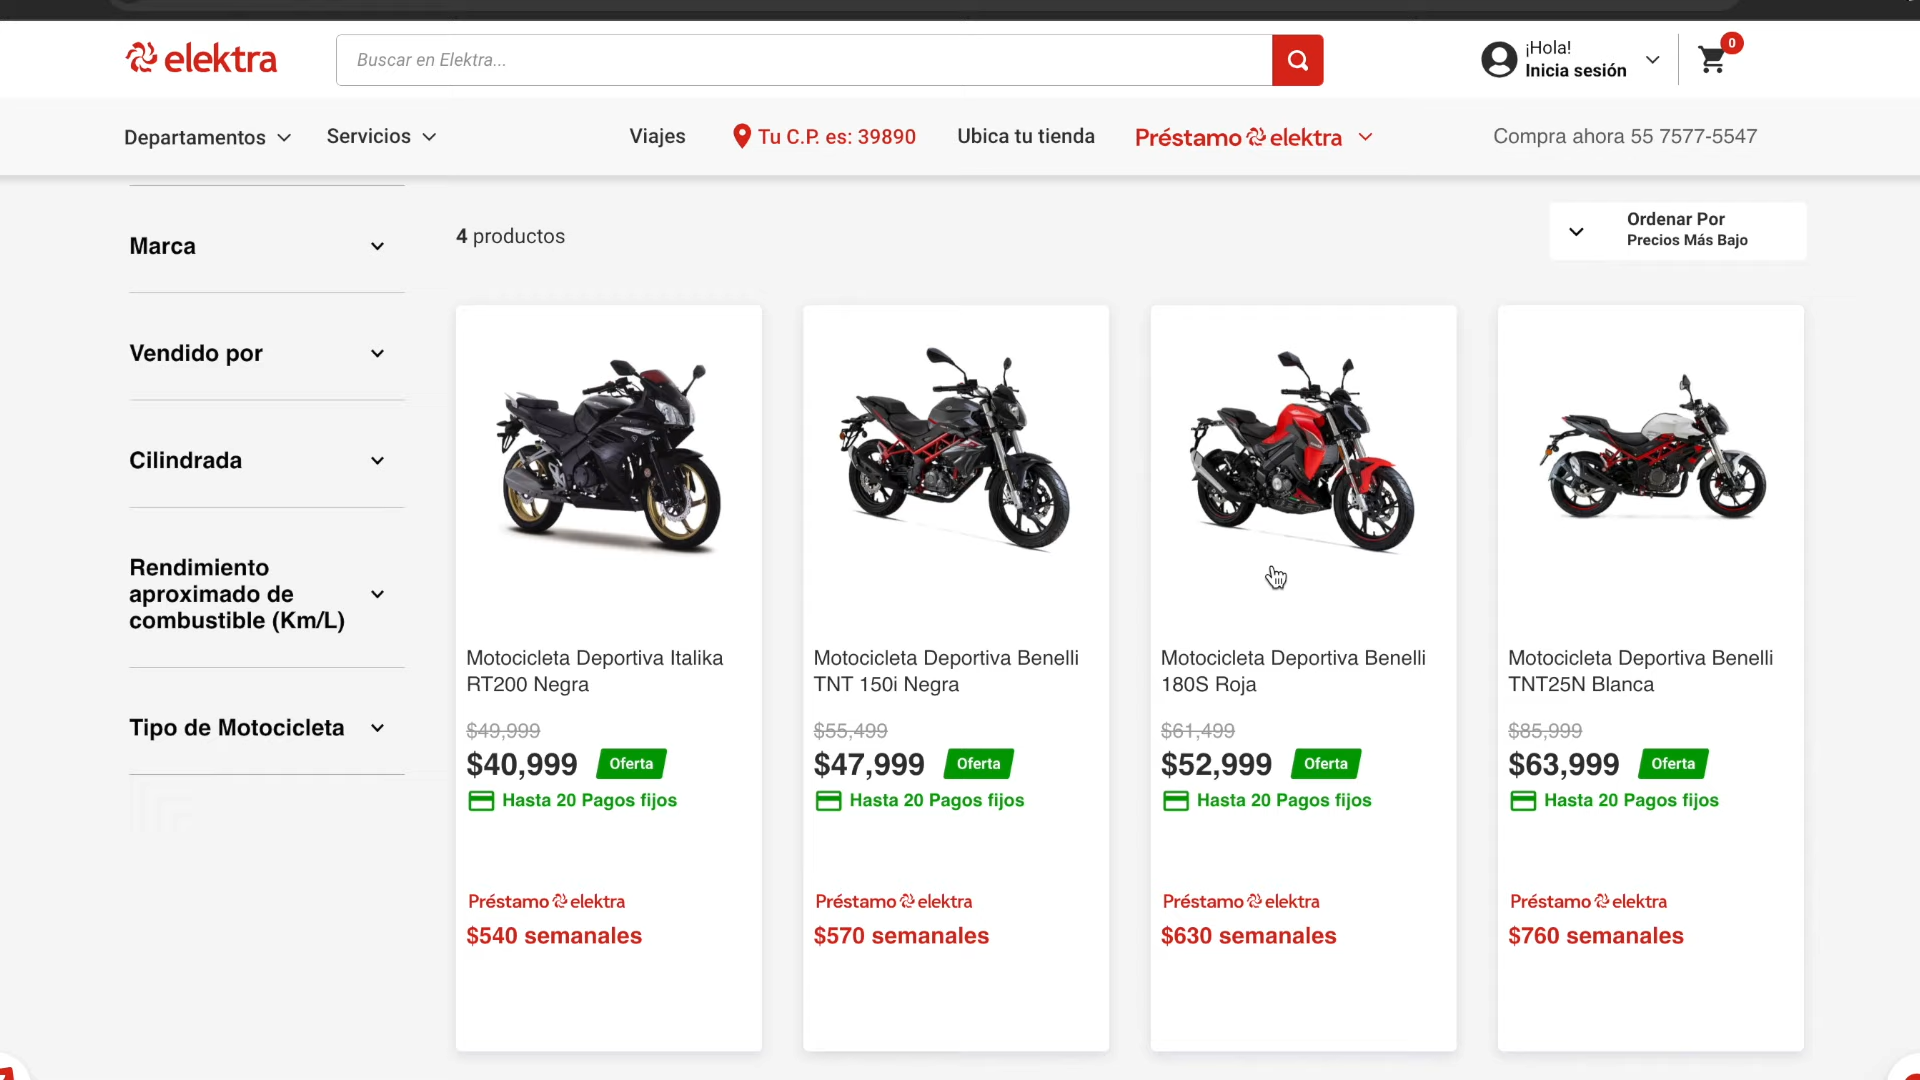 elektra
Buscar en Elektra...
¡Hola!
Inicia sesión
0
Departamentos
Servicios
Viajes
Tu C.P. es: 39890
Ubica tu tienda
Préstamo elektra
Compra ahora 55 7577-5547
Marca
Vendido por
Cilindrada
Rendimiento
aproximado de
combustible (Km/L)
Tipo de Motocicleta
4 productos
Ordenar Por
Precios Más Bajo
Motocicleta Deportiva Italika
RT200 Negra
$49,999
$40,999 Oferta
Hasta 20 Pagos fijos
Préstamo elektra
$540 semanales
Motocicleta Deportiva Benelli
TNT 150i Negra
$55,499
$47,999 Oferta
Hasta 20 Pagos fijos
Préstamo elektra
$570 semanales
Motocicleta Deportiva Benelli
180S Roja
$61,499
$52,999 Oferta
Hasta 20 Pagos fijos
Préstamo elektra
$630 semanales
Motocicleta Deportiva Benelli
TNT25N Blanca
$85,999
$63,999 Oferta
Hasta 20 Pagos fijos
Préstamo elektra
$760 semanales